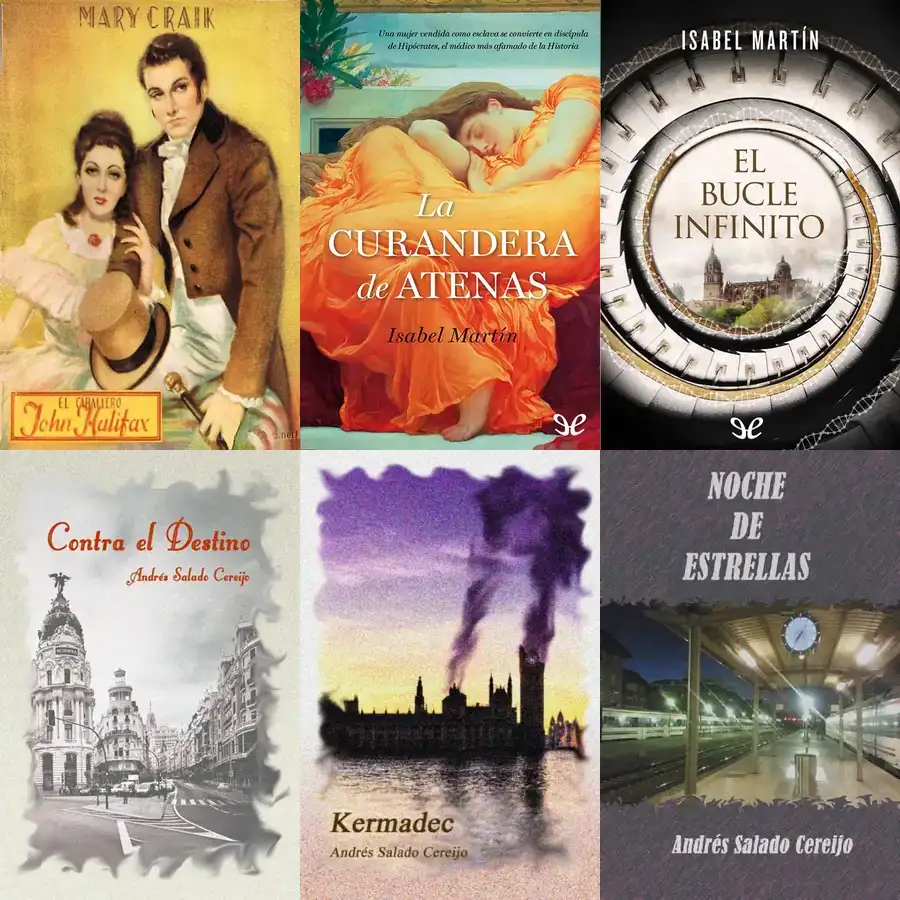 MARY CRAIK
EL CABALLERO
John Halifax
Una mujer vendida como esclava se convierte en discípula
de Hipócrates, el médico más afamado de la Historia
La
CURANDERA
de ATENAS
Isabel Martín
ISABEL MARTÍN
EL
BUCLE
INFINITO
Contra el Destino
Andrés Salado Cereijo
Kermadec
Andrés Salado Cereijo
NOCHE
DE
ESTRELLAS
Andrés Salado Cereijo